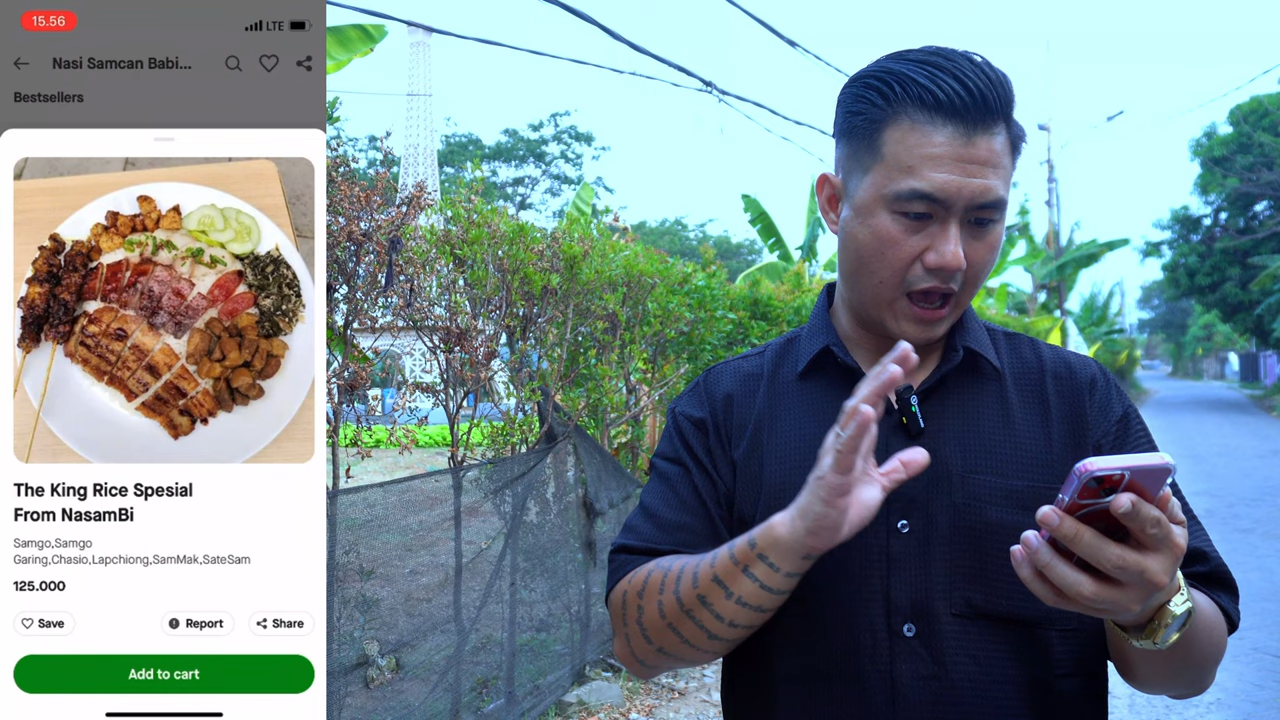 15.56
LTE
Nasi Samcan Babi...
Bestsellers
The King Rice Spesial
From NasamBi
Samgo,Samgo
Garing,Chasio,Lapchiong,SamMak,SateSam
125.000
Save
Report
Share
Add to cart